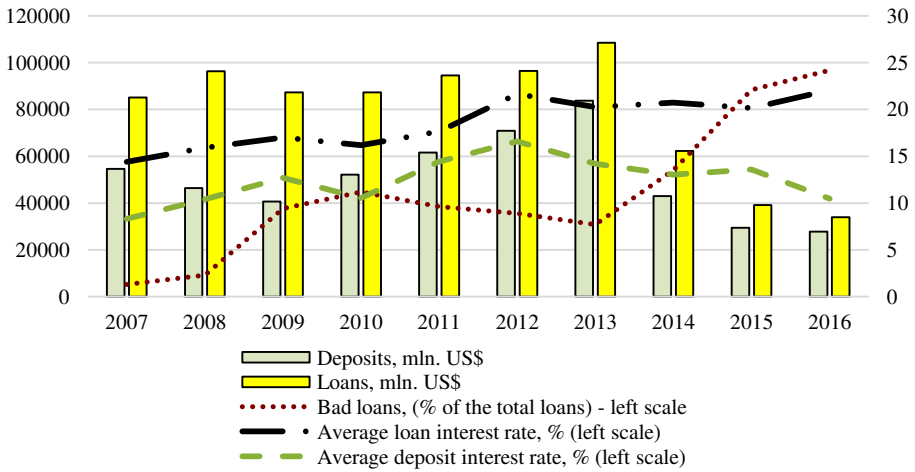 120000
100000
80000
60000
40000
20000
0
30
25
20
15
10
5
0
2007 2008 2009 2010 2011 2012 2013 2014 2015 2016
Deposits, mln. US$
Loans, mln. US$
Bad loans, (% of the total loans) - left scale
Average loan interest rate, % (left scale)
Average deposit interest rate, % (left scale)